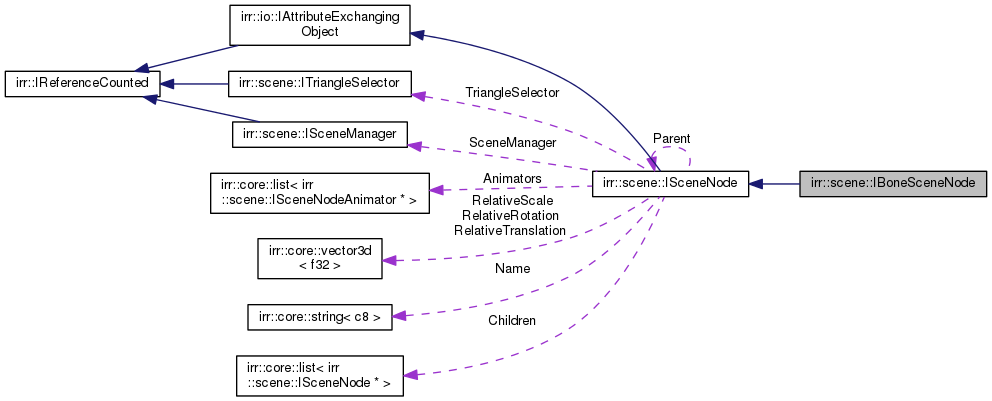 irr::io::IAttributeExchanging
Object
irr::IReferenceCounted
irr::scene::ITriangleSelector
TriangleSelector
irr::scene::ISceneManager
SceneManager
Parent
irr::core::list< irr
::scene::ISceneNodeAnimator * >
Animators
irr::scene::ISceneNode
irr::scene::IBoneSceneNode
RelativeScale
RelativeRotation
RelativeTranslation
irr::core::vector3d
< f32 >
Name
irr::core::string< c8 >
Children
irr::core::list< irr
::scene::ISceneNode * >